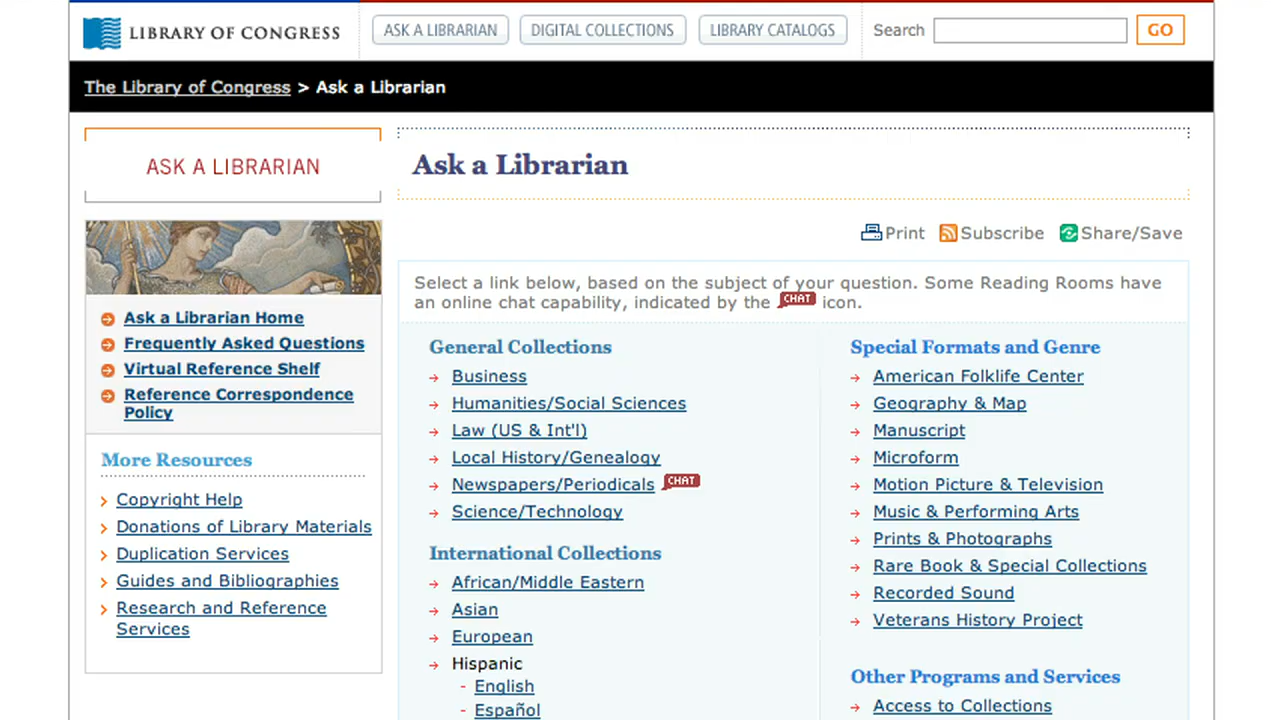 LIBRARY OF CONGRESS
ASK A LIBRARIAN
DIGITAL COLLECTIONS
LIBRARY CATALOGS
Search
GO
The Library of Congress > Ask a Librarian
ASK A LIBRARIAN
Ask a Librarian Home
Frequently Asked Questions
Virtual Reference Shelf
Reference Correspondence
Policy
More Resources
Copyright Help
Donations of Library Materials
Duplication Services
Guides and Bibliographies
Research and Reference
Services
Ask a Librarian
Print
Subscribe
Share/Save
Select a link below, based on the subject of your question. Some Reading Rooms have
an online chat capability, indicated by the CHAT icon.
General Collections
Business
Humanities/Social Sciences
Law (US & Int'l)
Local History/Genealogy
Newspapers/Periodicals CHAT
Science/Technology
International Collections
African/Middle Eastern
Asian
European
Hispanic
- English
- Español
Special Formats and Genre
American Folklife Center
Geography & Map
Manuscript
Microform
Motion Picture & Television
Music & Performing Arts
Prints & Photographs
Rare Book & Special Collections
Recorded Sound
Veterans History Project
Other Programs and Services
Access to Collections